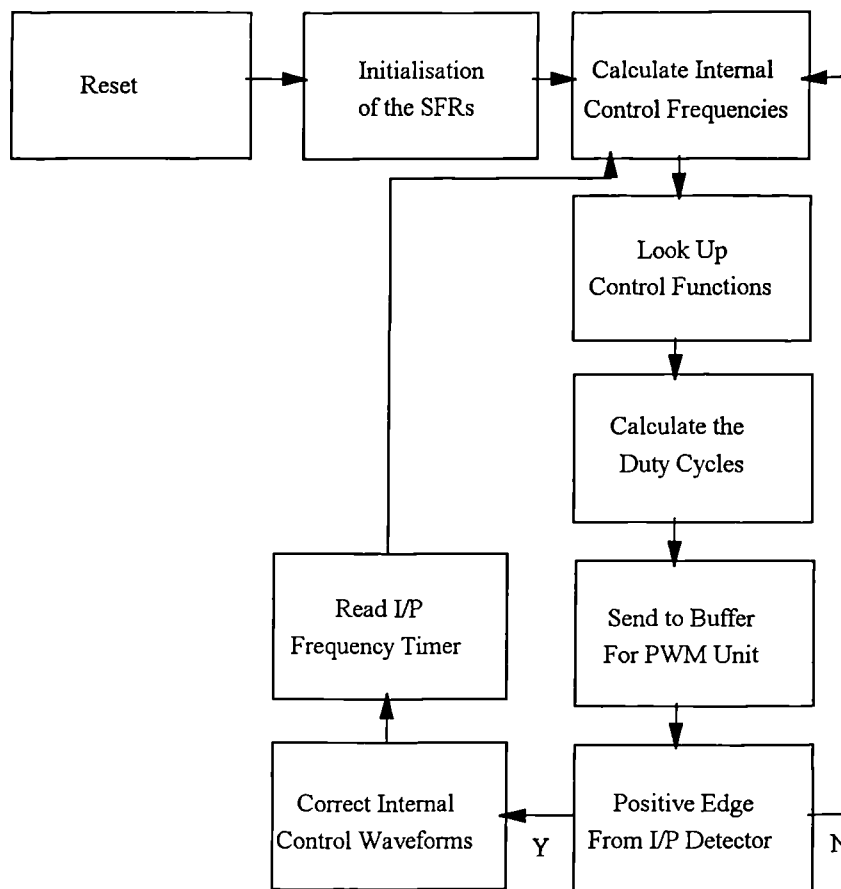 Reset
Initialisation
of the SFRs
Calculate Internal
Control Frequencies
Look Up
Control Functions
Calculate the
Duty Cycles
Send to Buffer
For PWM Unit
Positive Edge
From I/P Detector
N
Y
Correct Internal
Control Waveforms
Read I/P
Frequency Timer